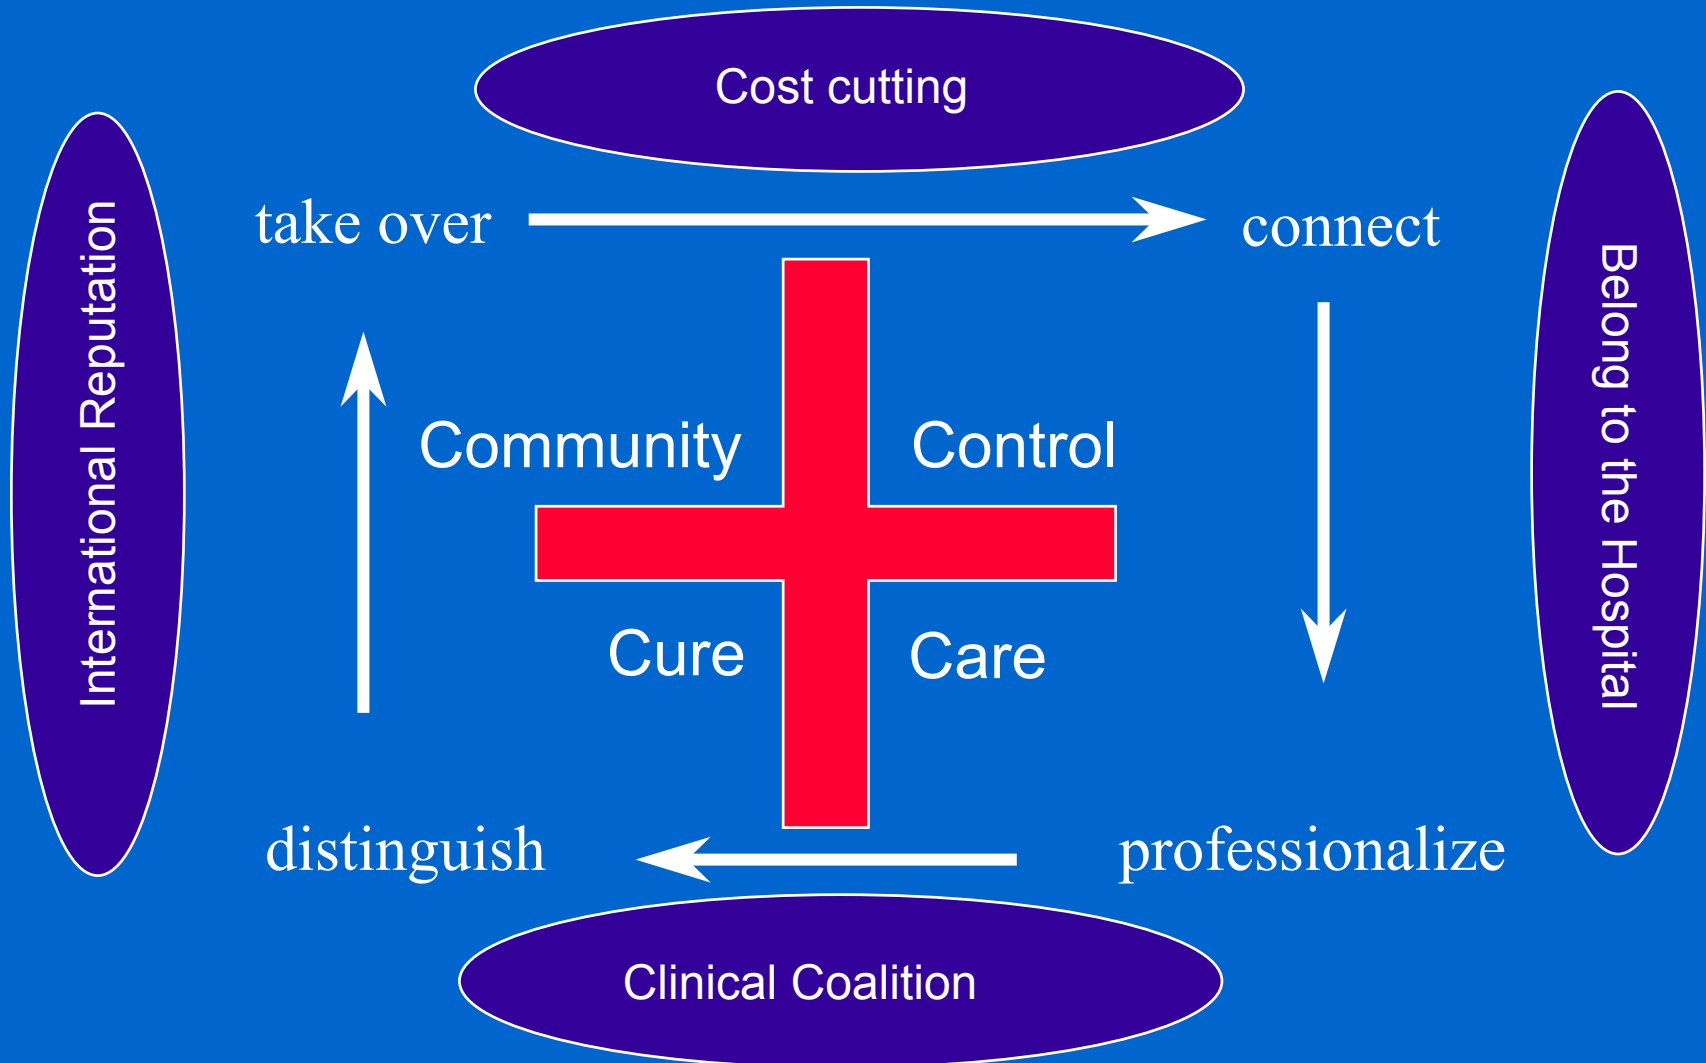 Cost cutting
take over
connect
International Reputation
Belong to the Hospital
Community
Control
Cure
Care
distinguish
professionalize
Clinical Coalition